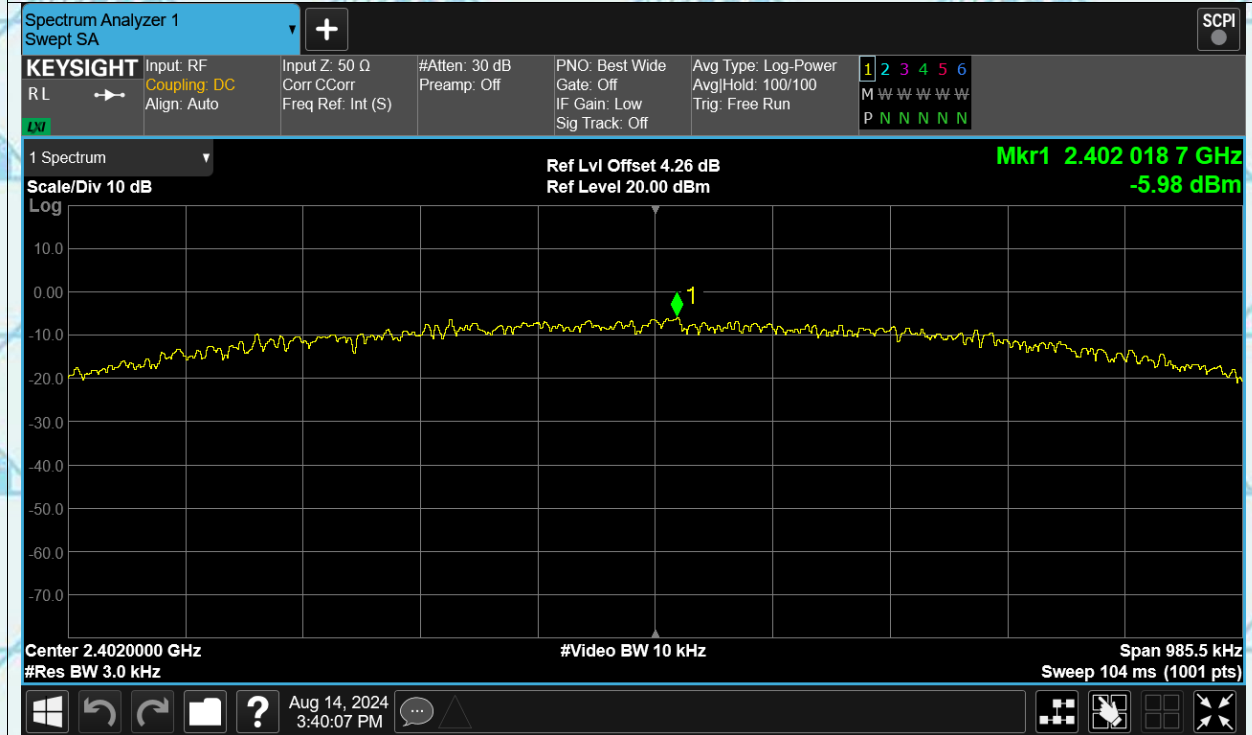 Spectrum Analyzer 1
Swept SA
+
SCPI
KEYSIGHT
R L
LXI
Input: RF
Coupling: DC
Align: Auto
Input Z: 50 Ω
Corr CCorr
Freq Ref: Int (S)
#Atten: 30 dB
Preamp: Off
PNO: Best Wide
Gate: Off
IF Gain: Low
Sig Track: Off
Avg Type: Log-Power
Avg|Hold: 100/100
Trig: Free Run
1 2 3 4 5 6
M W W W W W
P N N N N N
1 Spectrum
Scale/Div 10 dB
Log
Ref Lvl Offset 4.26 dB
Ref Level 20.00 dBm
Mkr1 2.402 018 7 GHz
-5.98 dBm
10.0
0.00
1
-10.0
-20.0
-30.0
-40.0
-50.0
-60.0
-70.0
Center 2.4020000 GHz
#Video BW 10 kHz
Span 985.5 kHz
#Res BW 3.0 kHz
Sweep 104 ms (1001 pts)
?
Aug 14, 2024
3:40:07 PM